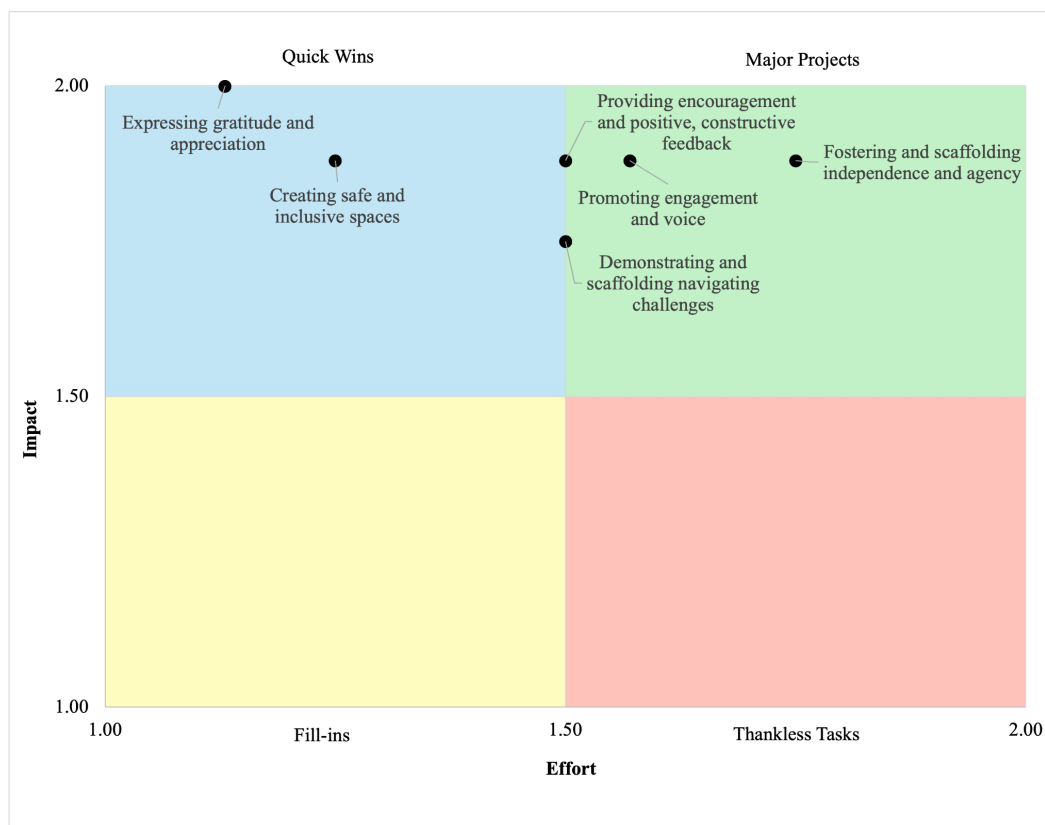 Quick Wins
Major Projects
2.00
Expressing gratitude and
appreciation
Creating safe and
inclusive spaces
Providing encouragement
and positive, constructive
feedback
Fostering and scaffolding
independence and agency
Promoting engagement
and voice
Demonstrating and
scaffolding navigating
challenges
1.50
Impact
1.00
1.00
Fill-ins
1.50
Thankless Tasks
2.00
Effort